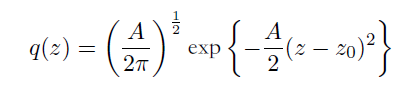 q(z) = (A/2π)^{1/2} exp{−A/2(z − z₀)²}